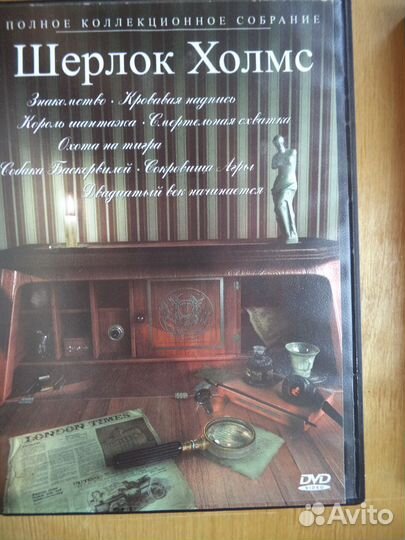 ПОЛНОЕ КОЛЛЕКЦИОННОЕ СОБРАНИЕ
Шерлок Холмс
Знакомство · Кровавая надпись
Король шантажа · Смертельная схватка
Охота на тигра
Собака Баскервилей · Сокровища Агры
Двадцатый век начинается
LONDON TIMES
DVD
VIDEO
Avito